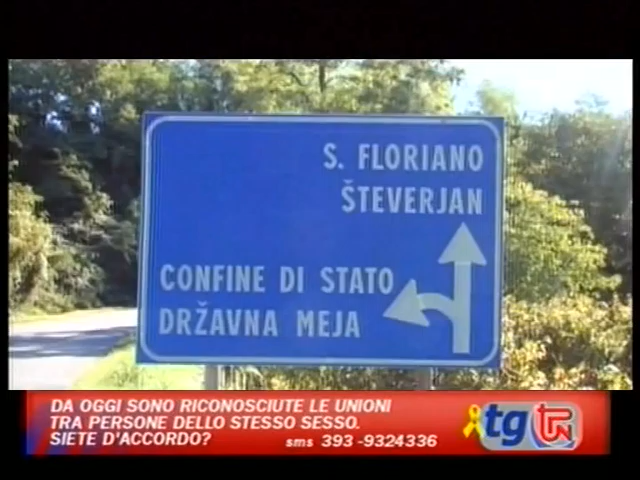 S. FLORIANO
ŠTEVERJAN
CONFINE DI STATO
DRŽAVNA MEJA
DA OGGI SONO RICONOSCIUTE LE UNIONI
TRA PERSONE DELLO STESSO SESSO.
SIETE D'ACCORDO? sms 393 -9324336
tg TRN